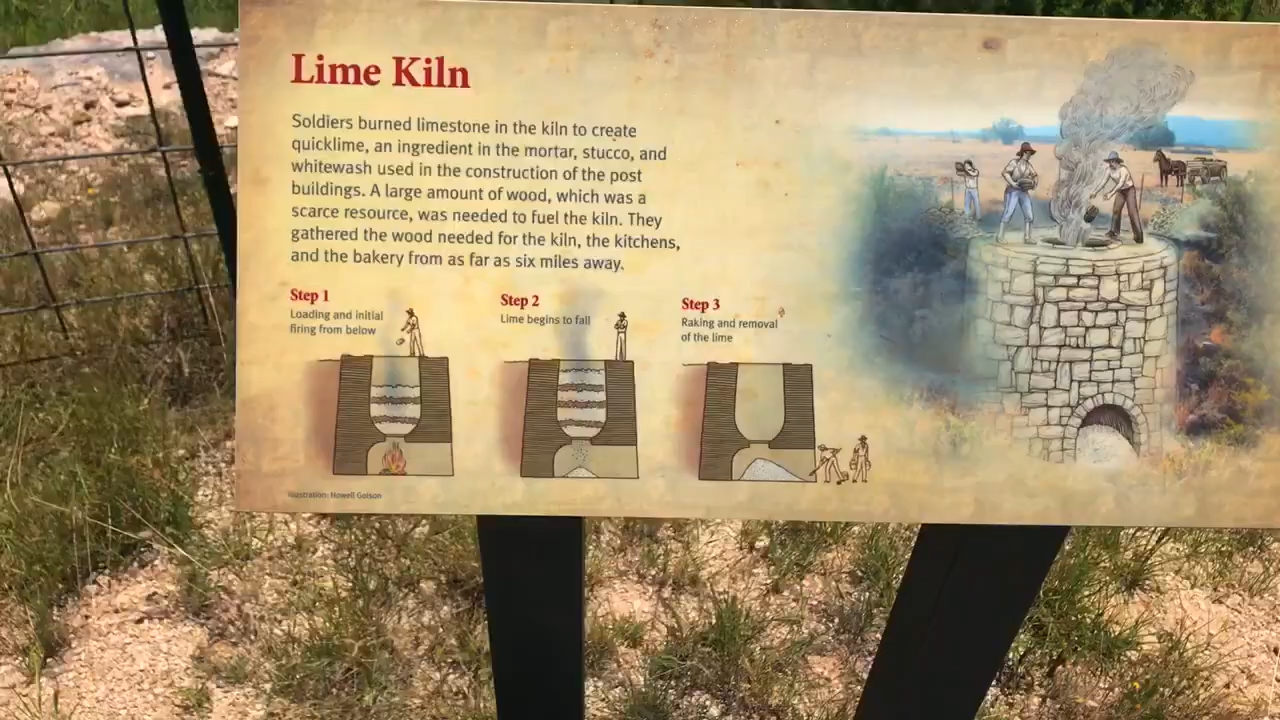 Lime Kiln
Soldiers burned limestone in the kiln to create
quicklime, an ingredient in the mortar, stucco, and
whitewash used in the construction of the post
buildings. A large amount of wood, which was a
scarce resource, was needed to fuel the kiln. They
gathered the wood needed for the kiln, the kitchens,
and the bakery from as far as six miles away.
Step 1
Loading and initial
firing from below
Step 2
Lime begins to fall
Step 3
Raking and removal
of the lime
Illustration: Nowell Golson